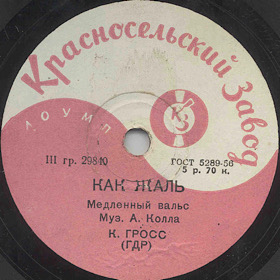 Красносельский Завод
ЛОУМП
КЗ
III гр. 29840
ГОСТ 5289-56
5 р. 70 к.
КАК ЖАЛЬ
Медленный вальс
Муз. А. Колла
К. ГРОСС
(ГДР)